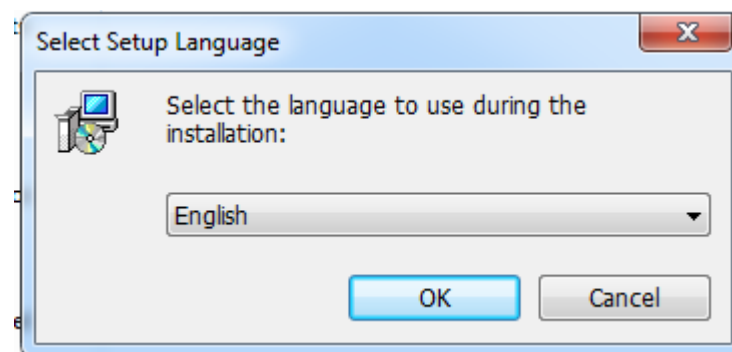 Select Setup Language
Select the language to use during the
installation:
English
OK
Cancel